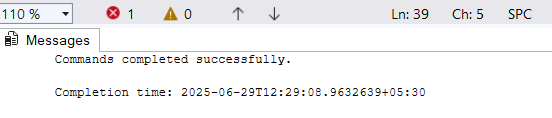 110 % 1 0 Ln: 39 Ch: 5 SPC
Messages
Commands completed successfully.
Completion time: 2025-06-29T12:29:08.9632639+05:30